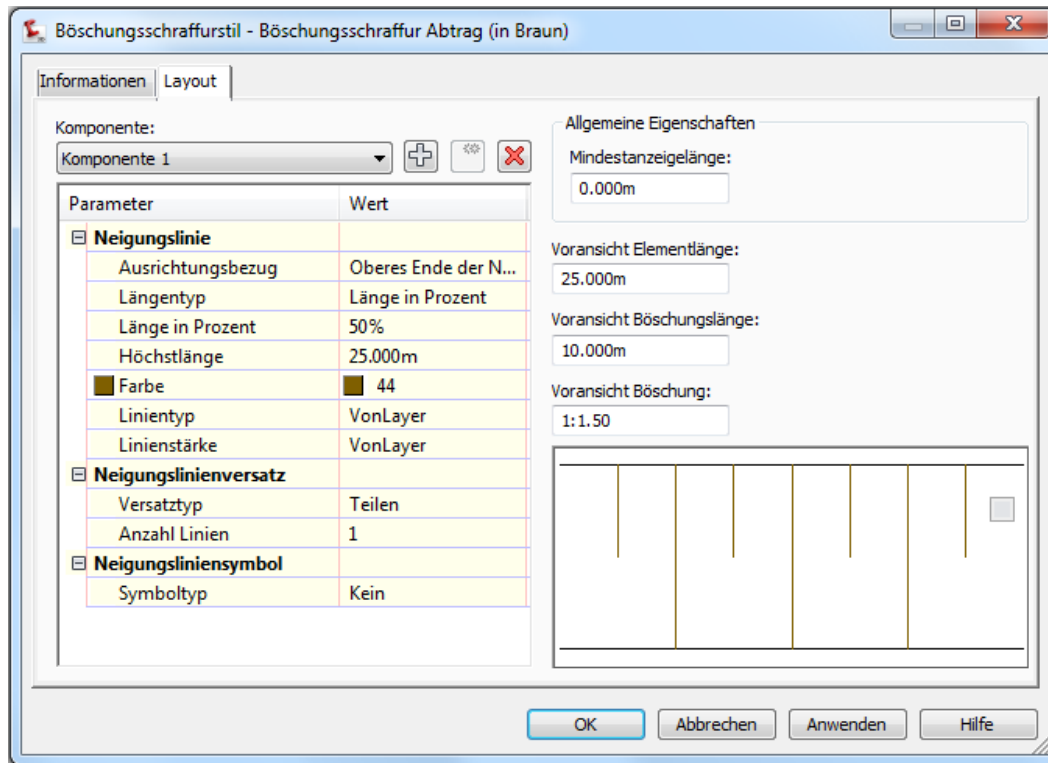 Böschungsschraffurstil - Böschungsschraffur Abtrag (in Braun)
Informationen Layout
Komponente:
Komponente 1
Parameter Wert
Neigungslinie
Ausrichtungsbezug Oberes Ende der N...
Längentyp Länge in Prozent
Länge in Prozent 50%
Höchstlänge 25.000m
Farbe 44
Linientyp VonLayer
Linienstärke VonLayer
Neigungslinienversatz
Versatztyp Teilen
Anzahl Linien 1
Neigungsliniensymbol
Symboltyp Kein
Allgemeine Eigenschaften
Mindestanzeigelänge:
0.000m
Voransicht Elementlänge:
25.000m
Voransicht Böschungslänge:
10.000m
Voransicht Böschung:
1:1.50
OK Abbrechen Anwenden Hilfe